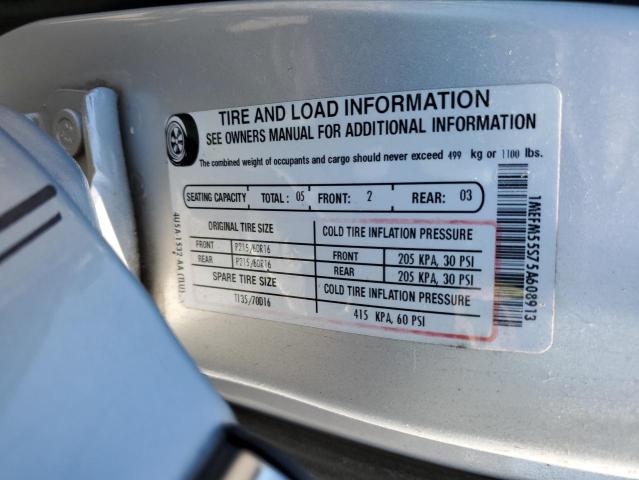 TIRE AND LOAD INFORMATION
SEE OWNERS MANUAL FOR ADDITIONAL INFORMATION
The combined weight of occupants and cargo should never exceed 499 kg or 1100 lbs.
SEATING CAPACITY TOTAL : 05 FRONT: 2 REAR: 03
ORIGINAL TIRE SIZE COLD TIRE INFLATION PRESSURE
FRONT P215/60R16 FRONT 205 KPA, 30 PSI
REAR P215/60R16 REAR 205 KPA, 30 PSI
SPARE TIRE SIZE COLD TIRE INFLATION PRESSURE
T135/70D16 415 KPA, 60 PSI
1MEFM55S75A608913